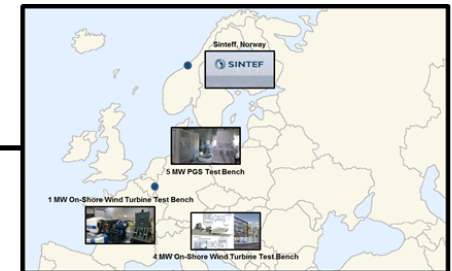 Sinteff, Norway
SINTEF
5 MW PGS Test Bench
1 MW On-Shore Wind Turbine Test Bench
4 MW On-Shore Wind Turbine Test Bench